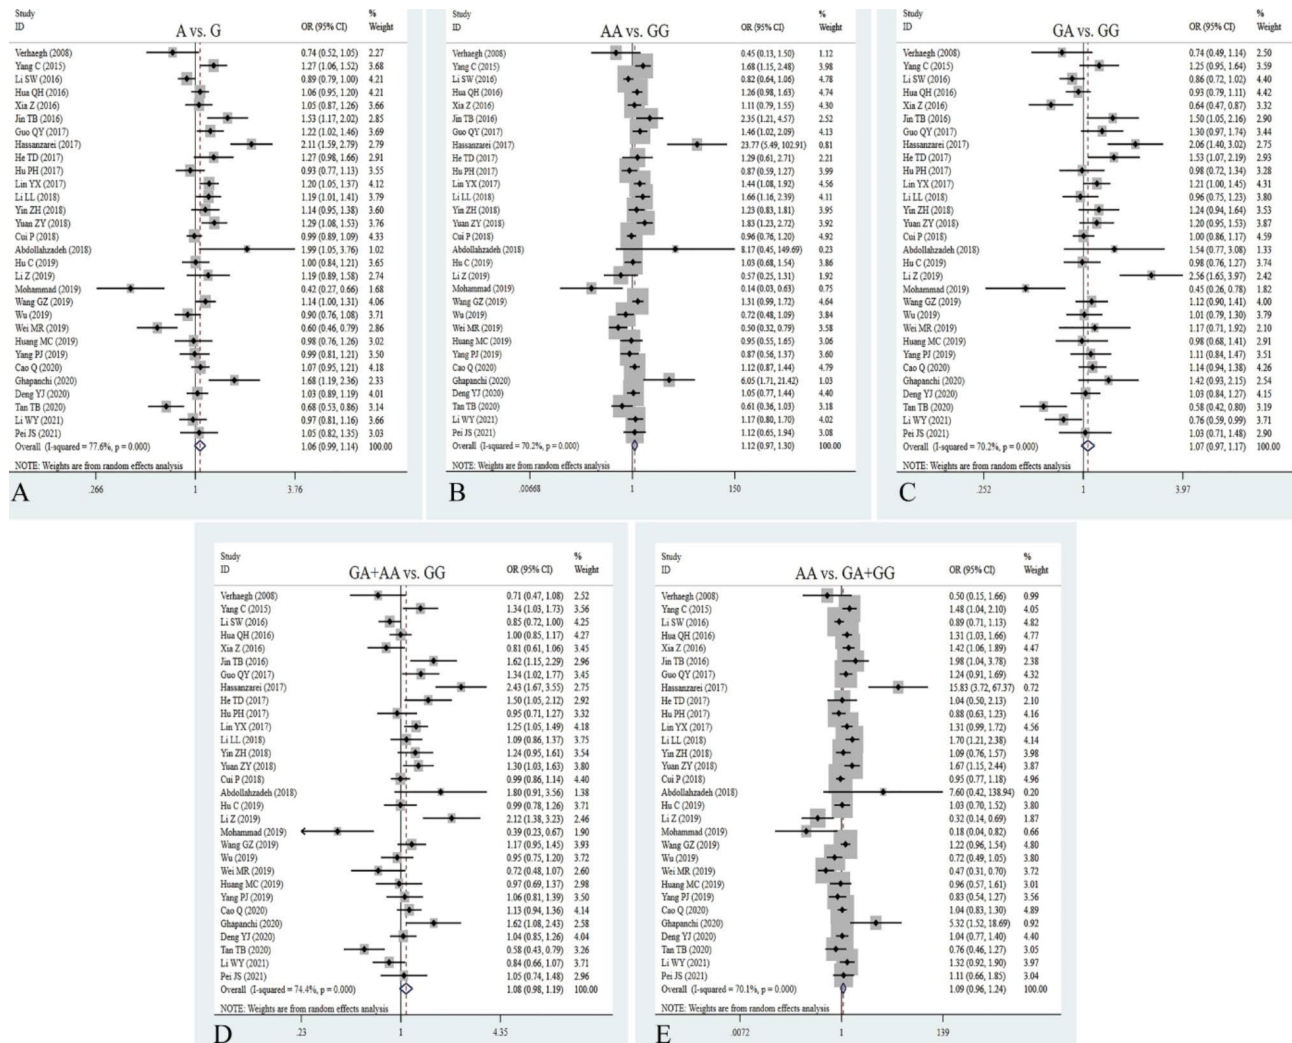 Study %
ID A vs. G OR (95% CI) Weight
Verhaegh (2008) 0.74 (0.52, 1.05) 2.27
Yang C (2015) 1.27 (1.06, 1.52) 3.68
Li SW (2016) 0.89 (0.79, 1.00) 4.21
Hua QH (2016) 1.06 (0.95, 1.20) 4.21
Xia Z (2016) 1.05 (0.87, 1.26) 3.66
Jin TB (2016) 1.53 (1.17, 2.02) 2.85
Guo QY (2017) 1.22 (1.02, 1.46) 3.69
Hassanzarei (2017) 2.11 (1.59, 2.79) 2.79
He TD (2017) 1.27 (0.98, 1.66) 2.91
Hu PH (2017) 0.93 (0.77, 1.13) 3.55
Lin YX (2017) 1.20 (1.05, 1.37) 4.12
Li LL (2018) 1.19 (1.01, 1.41) 3.79
Yin ZH (2018) 1.14 (0.95, 1.38) 3.60
Yuan ZY (2018) 1.29 (1.08, 1.53) 3.76
Cui P (2018) 0.99 (0.89, 1.09) 4.33
Abdollahzadeh (2018) 1.99 (1.05, 3.76) 1.02
Hu C (2019) 1.00 (0.84, 1.21) 3.65
Li Z (2019) 1.19 (0.89, 1.58) 2.74
Mohammad (2019) 0.42 (0.27, 0.66) 1.68
Wang GZ (2019) 1.14 (1.00, 1.31) 4.06
Wu (2019) 0.90 (0.76, 1.08) 3.71
Wei MR (2019) 0.60 (0.46, 0.79) 2.86
Huang MC (2019) 0.98 (0.76, 1.26) 3.02
Yang PJ (2019) 0.99 (0.81, 1.21) 3.50
Cao Q (2020) 1.07 (0.95, 1.21) 4.18
Ghapanchi (2020) 1.68 (1.19, 2.36) 2.33
Deng YJ (2020) 1.03 (0.89, 1.19) 4.01
Tan TB (2020) 0.68 (0.53, 0.86) 3.14
Li WY (2021) 0.97 (0.81, 1.16) 3.66
Pei JS (2021) 1.05 (0.82, 1.35) 3.03
Overall (I-squared = 77.6%, p = 0.000) 1.06 (0.99, 1.14) 100.00
NOTE: Weights are from random effects analysis
A .266 1 3.76
Study %
ID AA vs. GG OR (95% CI) Weight
Verhaegh (2008) 0.45 (0.13, 1.50) 1.12
Yang C (2015) 1.68 (1.15, 2.48) 3.98
Li SW (2016) 0.82 (0.64, 1.06) 4.78
Hua QH (2016) 1.26 (0.98, 1.63) 4.74
Xia Z (2016) 1.11 (0.79, 1.55) 4.30
Jin TB (2016) 2.35 (1.21, 4.57) 2.52
Guo QY (2017) 1.46 (1.02, 2.09) 4.13
Hassanzarei (2017) 23.77 (5.49, 102.91) 0.81
He TD (2017) 1.29 (0.61, 2.71) 2.21
Hu PH (2017) 0.87 (0.59, 1.27) 3.99
Lin YX (2017) 1.44 (1.08, 1.92) 4.56
Li LL (2018) 1.66 (1.16, 2.39) 4.11
Yin ZH (2018) 1.23 (0.83, 1.81) 3.95
Yuan ZY (2018) 1.83 (1.23, 2.72) 3.92
Cui P (2018) 0.96 (0.76, 1.20) 4.92
Abdollahzadeh (2018) 8.17 (0.45, 149.69) 0.23
Hu C (2019) 1.03 (0.68, 1.54) 3.86
Li Z (2019) 0.57 (0.25, 1.31) 1.92
Mohammad (2019) 0.14 (0.03, 0.63) 0.75
Wang GZ (2019) 1.31 (0.99, 1.72) 4.64
Wu (2019) 0.72 (0.48, 1.09) 3.84
Wei MR (2019) 0.50 (0.32, 0.79) 3.58
Huang MC (2019) 0.95 (0.55, 1.65) 3.06
Yang PJ (2019) 0.87 (0.56, 1.37) 3.60
Cao Q (2020) 1.12 (0.87, 1.44) 4.79
Ghapanchi (2020) 6.05 (1.71, 21.42) 1.03
Deng YJ (2020) 1.05 (0.77, 1.44) 4.40
Tan TB (2020) 0.61 (0.36, 1.03) 3.18
Li WY (2021) 1.17 (0.80, 1.70) 4.02
Pei JS (2021) 1.12 (0.65, 1.94) 3.08
Overall (I-squared = 70.2%, p = 0.000) 1.12 (0.97, 1.30) 100.00
NOTE: Weights are from random effects analysis
B .00668 1 150
Study %
ID GA vs. GG OR (95% CI) Weight
Verhaegh (2008) 0.74 (0.49, 1.14) 2.50
Yang C (2015) 1.25 (0.95, 1.64) 3.59
Li SW (2016) 0.86 (0.72, 1.02) 4.40
Hua QH (2016) 0.93 (0.79, 1.11) 4.42
Xia Z (2016) 0.64 (0.47, 0.87) 3.32
Jin TB (2016) 1.50 (1.05, 2.16) 2.90
Guo QY (2017) 1.30 (0.97, 1.74) 3.44
Hassanzarei (2017) 2.06 (1.40, 3.02) 2.75
He TD (2017) 1.53 (1.07, 2.19) 2.93
Hu PH (2017) 0.98 (0.72, 1.34) 3.28
Lin YX (2017) 1.21 (1.00, 1.45) 4.31
Li LL (2018) 0.96 (0.75, 1.23) 3.80
Yin ZH (2018) 1.24 (0.94, 1.64) 3.53
Yuan ZY (2018) 1.20 (0.95, 1.53) 3.87
Cui P (2018) 1.00 (0.86, 1.17) 4.59
Abdollahzadeh (2018) 1.54 (0.77, 3.08) 1.33
Hu C (2019) 0.98 (0.76, 1.27) 3.74
Li Z (2019) 2.56 (1.65, 3.97) 2.42
Mohammad (2019) 0.45 (0.26, 0.78) 1.82
Wang GZ (2019) 1.12 (0.90, 1.41) 4.00
Wu (2019) 1.01 (0.79, 1.30) 3.79
Wei MR (2019) 1.17 (0.71, 1.92) 2.10
Huang MC (2019) 0.98 (0.68, 1.41) 2.91
Yang PJ (2019) 1.11 (0.84, 1.47) 3.51
Cao Q (2020) 1.14 (0.94, 1.38) 4.26
Ghapanchi (2020) 1.42 (0.93, 2.15) 2.54
Deng YJ (2020) 1.03 (0.84, 1.27) 4.15
Tan TB (2020) 0.58 (0.42, 0.80) 3.19
Li WY (2021) 0.76 (0.59, 0.99) 3.71
Pei JS (2021) 1.03 (0.71, 1.48) 2.90
Overall (I-squared = 70.2%, p = 0.000) 1.07 (0.97, 1.17) 100.00
NOTE: Weights are from random effects analysis
C .252 1 3.97
Study %
ID GA+AA vs. GG OR (95% CI) Weight
Verhaegh (2008) 0.71 (0.47, 1.08) 2.52
Yang C (2015) 1.34 (1.03, 1.73) 3.56
Li SW (2016) 0.85 (0.72, 1.00) 4.25
Hua QH (2016) 1.00 (0.85, 1.17) 4.27
Xia Z (2016) 0.81 (0.61, 1.06) 3.45
Jin TB (2016) 1.62 (1.15, 2.29) 2.96
Guo QY (2017) 1.34 (1.02, 1.77) 3.45
Hassanzarei (2017) 2.43 (1.67, 3.55) 2.75
He TD (2017) 1.50 (1.05, 2.12) 2.92
Hu PH (2017) 0.95 (0.71, 1.27) 3.32
Lin YX (2017) 1.25 (1.05, 1.49) 4.18
Li LL (2018) 1.09 (0.86, 1.37) 3.75
Yin ZH (2018) 1.24 (0.95, 1.61) 3.54
Yuan ZY (2018) 1.30 (1.03, 1.63) 3.80
Cui P (2018) 0.99 (0.86, 1.14) 4.40
Abdollahzadeh (2018) 1.80 (0.91, 3.56) 1.38
Hu C (2019) 0.99 (0.78, 1.26) 3.71
Li Z (2019) 2.12 (1.38, 3.23) 2.46
Mohammad (2019) 0.39 (0.23, 0.67) 1.90
Wang GZ (2019) 1.17 (0.95, 1.45) 3.93
Wu (2019) 0.95 (0.75, 1.20) 3.72
Wei MR (2019) 0.72 (0.48, 1.07) 2.60
Huang MC (2019) 0.97 (0.69, 1.37) 2.98
Yang PJ (2019) 1.06 (0.81, 1.39) 3.50
Cao Q (2020) 1.13 (0.94, 1.36) 4.14
Ghapanchi (2020) 1.62 (1.08, 2.43) 2.58
Deng YJ (2020) 1.04 (0.85, 1.26) 4.04
Tan TB (2020) 0.58 (0.43, 0.79) 3.26
Li WY (2021) 0.84 (0.66, 1.07) 3.71
Pei JS (2021) 1.05 (0.74, 1.48) 2.96
Overall (I-squared = 74.4%, p = 0.000) 1.08 (0.98, 1.19) 100.00
NOTE: Weights are from random effects analysis
D .23 1 4.35
Study %
ID AA vs. GA+GG OR (95% CI) Weight
Verhaegh (2008) 0.50 (0.15, 1.66) 0.99
Yang C (2015) 1.48 (1.04, 2.10) 4.05
Li SW (2016) 0.89 (0.71, 1.13) 4.82
Hua QH (2016) 1.31 (1.03, 1.66) 4.77
Xia Z (2016) 1.42 (1.06, 1.89) 4.47
Jin TB (2016) 1.98 (1.04, 3.78) 2.38
Guo QY (2017) 1.24 (0.91, 1.69) 4.32
Hassanzarei (2017) 15.83 (3.72, 67.37) 0.72
He TD (2017) 1.04 (0.50, 2.13) 2.10
Hu PH (2017) 0.88 (0.63, 1.23) 4.16
Lin YX (2017) 1.31 (0.99, 1.72) 4.56
Li LL (2018) 1.70 (1.21, 2.38) 4.14
Yin ZH (2018) 1.09 (0.76, 1.57) 3.98
Yuan ZY (2018) 1.67 (1.15, 2.44) 3.87
Cui P (2018) 0.95 (0.77, 1.18) 4.96
Abdollahzadeh (2018) 7.60 (0.42, 138.94) 0.20
Hu C (2019) 1.03 (0.70, 1.52) 3.80
Li Z (2019) 0.32 (0.14, 0.69) 1.87
Mohammad (2019) 0.18 (0.04, 0.82) 0.66
Wang GZ (2019) 1.22 (0.96, 1.54) 4.80
Wu (2019) 0.72 (0.49, 1.05) 3.80
Wei MR (2019) 0.47 (0.31, 0.70) 3.72
Huang MC (2019) 0.96 (0.57, 1.61) 3.01
Yang PJ (2019) 0.83 (0.54, 1.27) 3.56
Cao Q (2020) 1.04 (0.83, 1.30) 4.89
Ghapanchi (2020) 5.32 (1.52, 18.69) 0.92
Deng YJ (2020) 1.04 (0.77, 1.40) 4.40
Tan TB (2020) 0.76 (0.46, 1.27) 3.05
Li WY (2021) 1.32 (0.92, 1.90) 3.97
Pei JS (2021) 1.11 (0.66, 1.85) 3.04
Overall (I-squared = 70.1%, p = 0.000) 1.09 (0.96, 1.24) 100.00
NOTE: Weights are from random effects analysis
E .0072 1 139